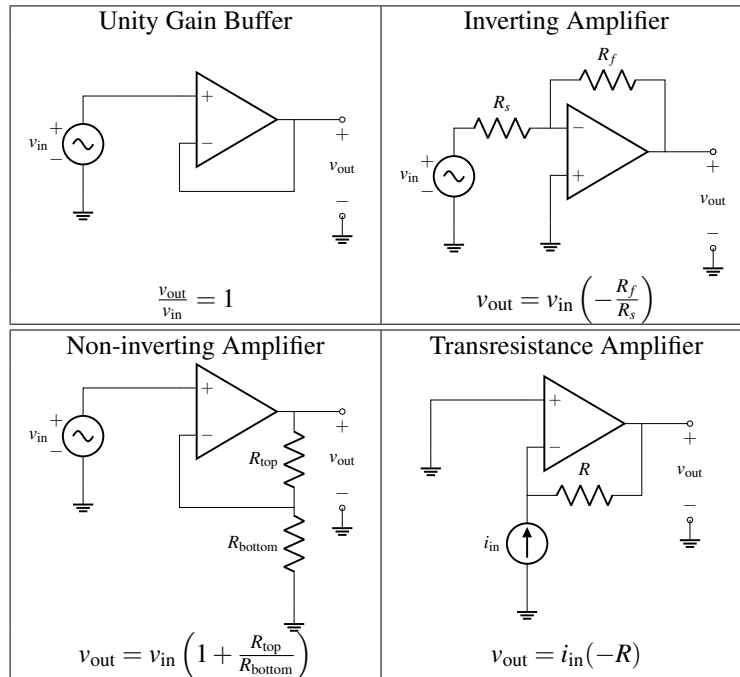 Unity Gain Buffer
+
−
+
−
v_in
+
v_out
−
v_out/v_in = 1
Inverting Amplifier
R_f
R_s
−
+
+
−
v_in
+
v_out
−
v_out = v_in (−R_f/R_s)
Non-inverting Amplifier
+
−
+
−
v_in
R_top
+
v_out
−
R_bottom
v_out = v_in (1 + R_top/R_bottom)
Transresistance Amplifier
+
−
R
i_in
+
v_out
−
v_out = i_in(−R)